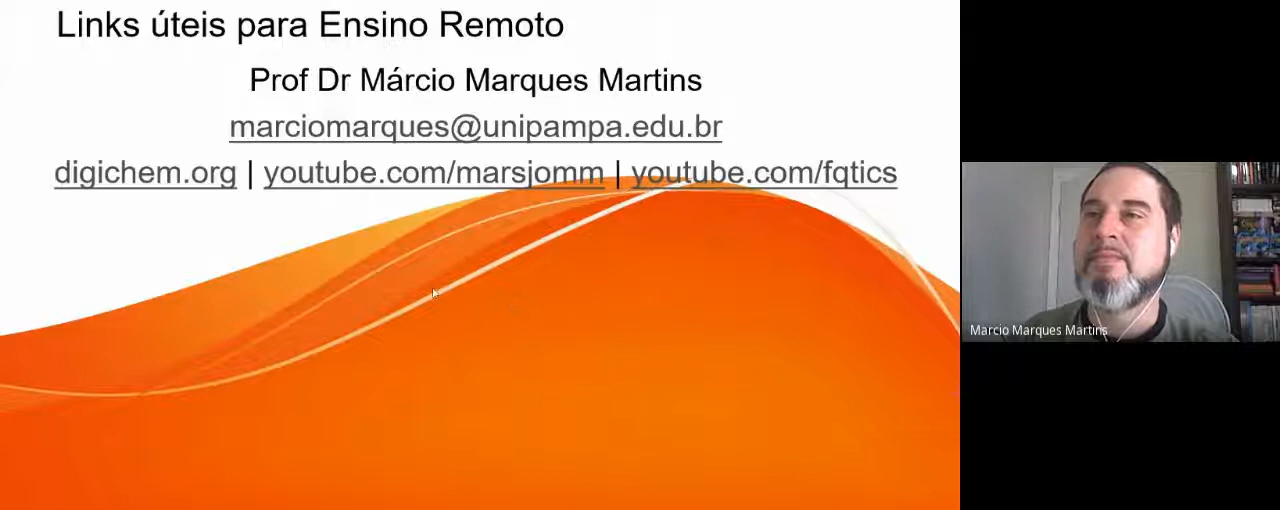 Links úteis para Ensino Remoto
Prof Dr Márcio Marques Martins
marciomarques@unipampa.edu.br
digichem.org | youtube.com/marsjomm | youtube.com/fqtics
Marcio Marques Martins